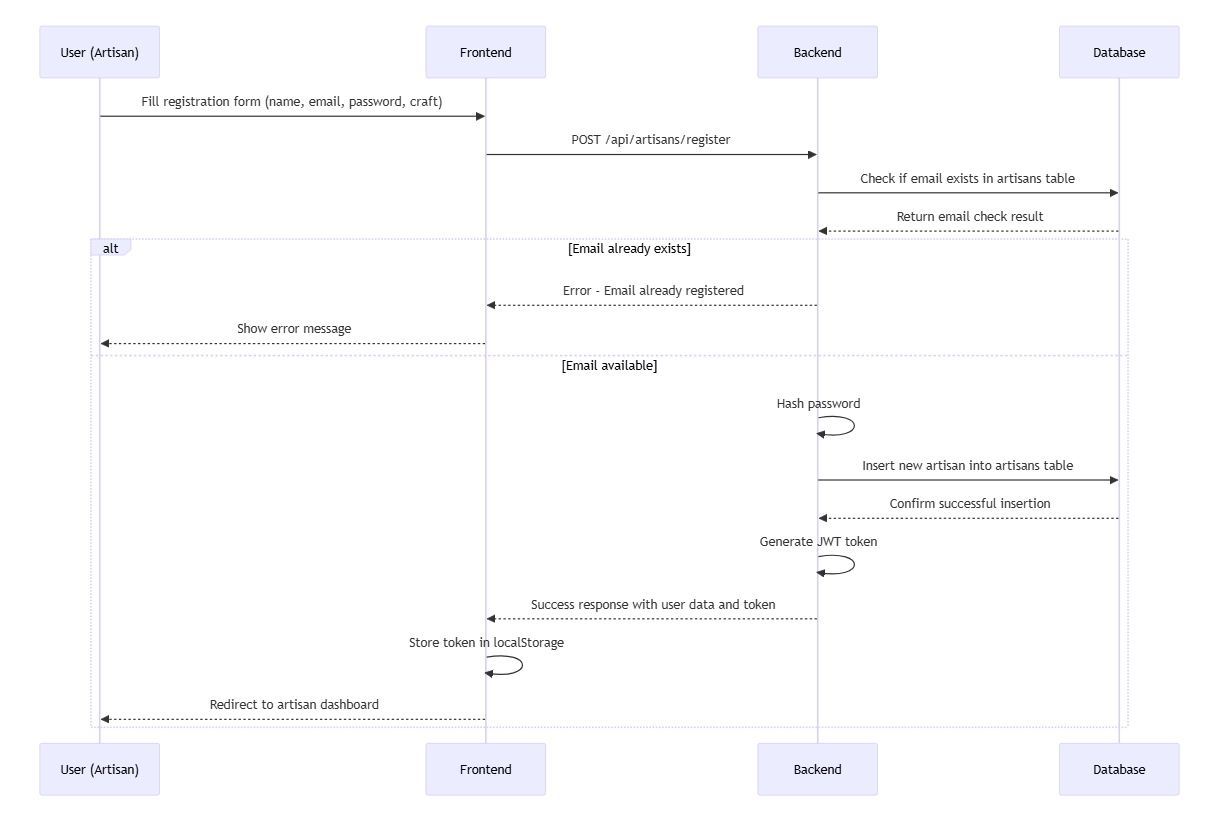 User (Artisan)
Frontend
Backend
Database
Fill registration form (name, email, password, craft)
POST /api/artisans/register
Check if email exists in artisans table
Return email check result
alt
[Email already exists]
Error - Email already registered
Show error message
[Email available]
Hash password
Insert new artisan into artisans table
Confirm successful insertion
Generate JWT token
Success response with user data and token
Store token in localStorage
Redirect to artisan dashboard
User (Artisan)
Frontend
Backend
Database